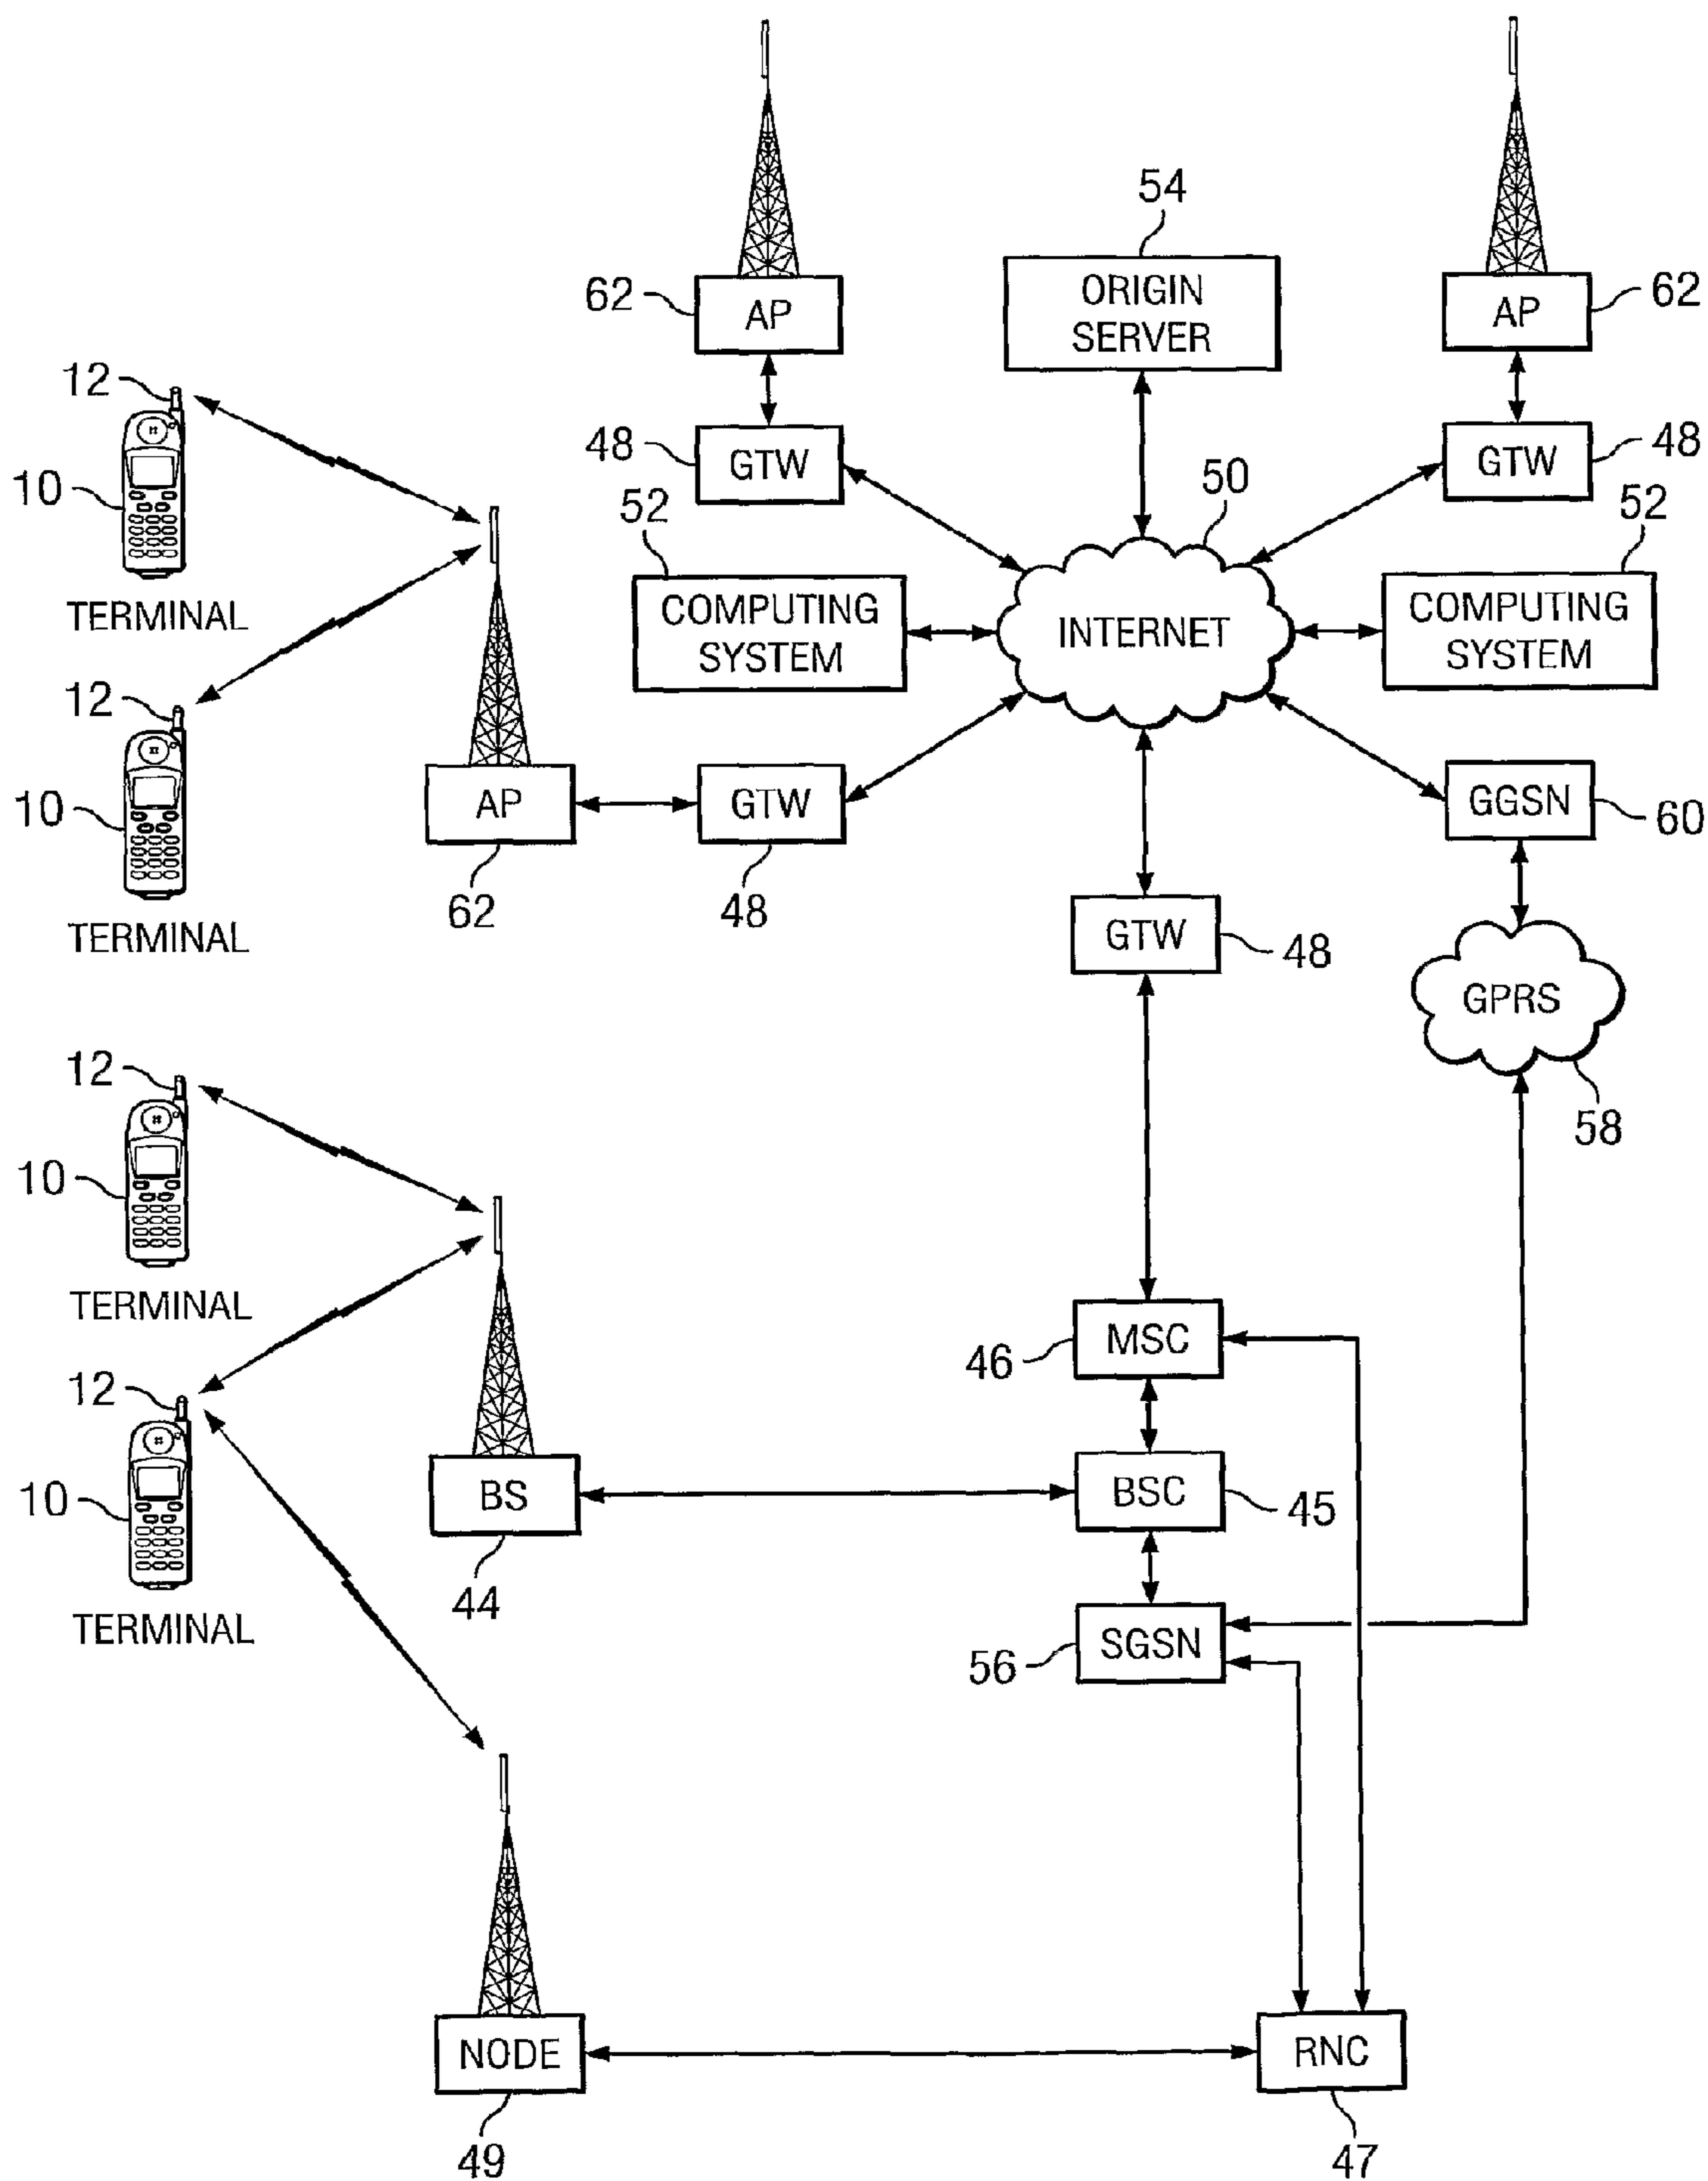 54
62
AP
ORIGIN
SERVER
AP
62
12
10
TERMINAL
48
GTW
50
GTW
48
52
COMPUTING
SYSTEM
INTERNET
52
COMPUTING
SYSTEM
12
10
TERMINAL
AP
62
GTW
48
GGSN
60
GTW
48
GPRS
58
12
10
TERMINAL
46
MSC
12
10
TERMINAL
BS
44
BSC
45
56
SGSN
NODE
49
RNC
47